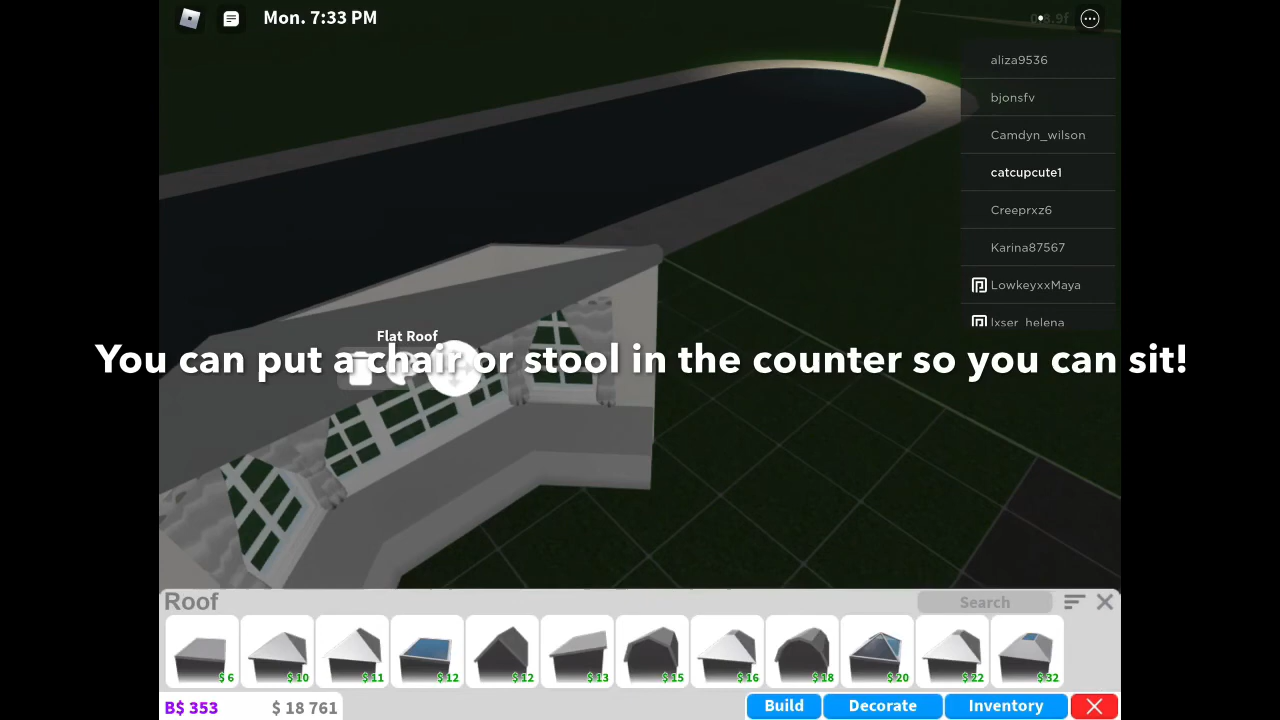 Mon. 7:33 PM
aliza9536
bjonsfv
Camdyn_wilson
catcupcute1
Creeprxz6
Karina87567
LowkeyxxMaya
lxser_helena
Flat Roof
You can put a chair or stool in the counter so you can sit!
Roof
Search
$ 6
$ 10
$ 11
$ 12
$ 12
$ 13
$ 15
$ 16
$ 18
$ 20
$ 22
$ 32
B$ 353
$ 18 761
Build
Decorate
Inventory